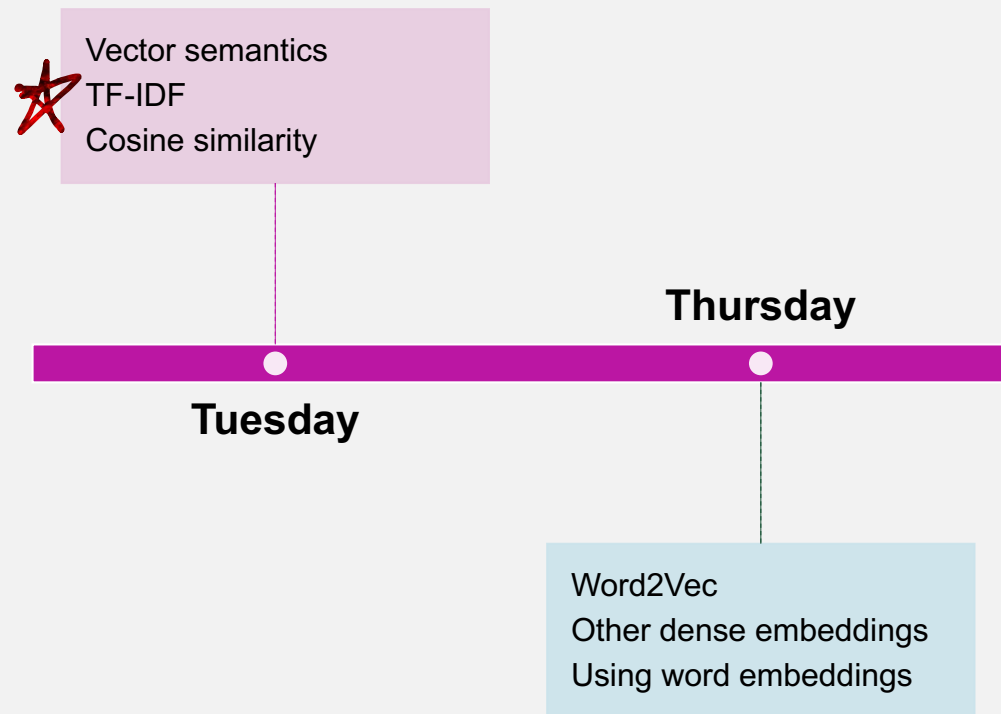 Vector semantics
TF-IDF
Cosine similarity
Thursday
Tuesday
Word2Vec
Other dense embeddings
Using word embeddings